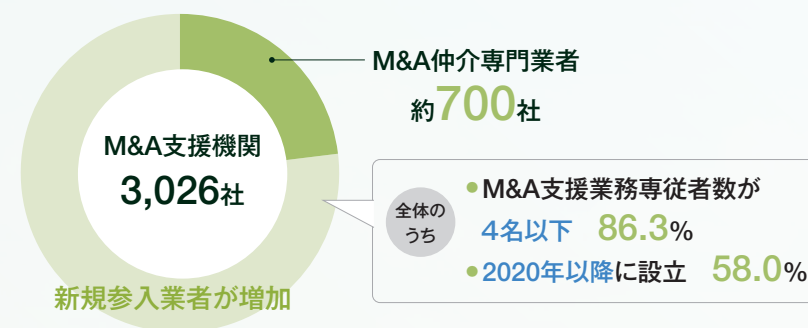 M&A仲介専門業者
約700社
M&A支援機関
3,026社
全体の
うち
●M&A支援業務専従者数が
4名以下 86.3%
●2020年以降に設立 58.0%
新規参入業者が増加